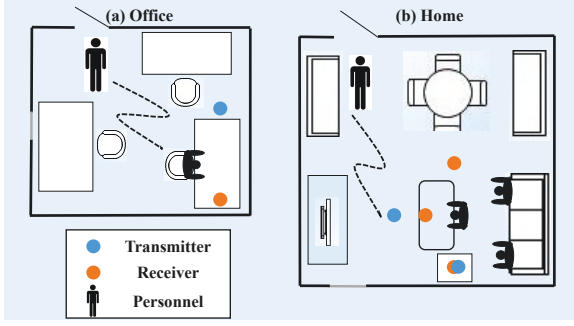 (a) Office
(b) Home
Transmitter
Receiver
Personnel